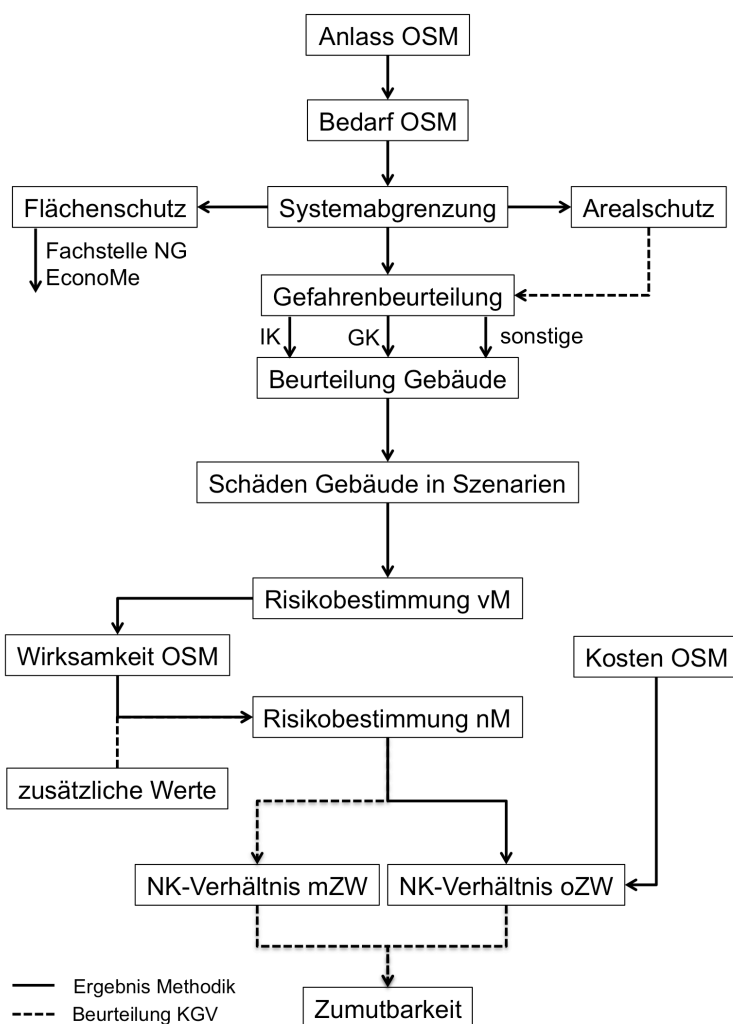 Anlass OSM
Bedarf OSM
Flächenschutz
Systemabgrenzung
Arealschutz
Fachstelle NG
EconoMe
Gefahrenbeurteilung
IK
GK
sonstige
Beurteilung Gebäude
Schäden Gebäude in Szenarien
Risikobestimmung vM
Wirksamkeit OSM
Kosten OSM
Risikobestimmung nM
zusätzliche Werte
NK-Verhältnis mZW
NK-Verhältnis oZW
Ergebnis Methodik
Beurteilung KGV
Zumutbarkeit